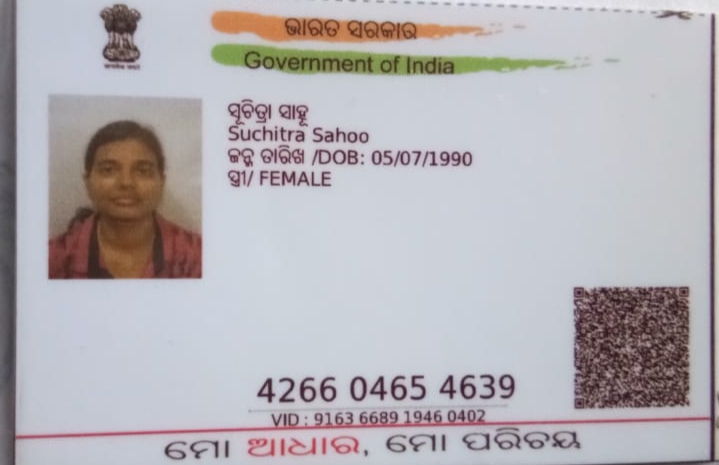 ଭାରତ ସରକାର
Government of India
ସୁଚିତ୍ରା ସାହୁ
Suchitra Sahoo
ଜନ୍ମ ତାରିଖ /DOB: 05/07/1990
ସ୍ତ୍ରୀ/ FEMALE
4266 0465 4639
VID : 9163 6689 1946 0402
ମୋ ଆଧାର, ମୋ ପରିଚୟ